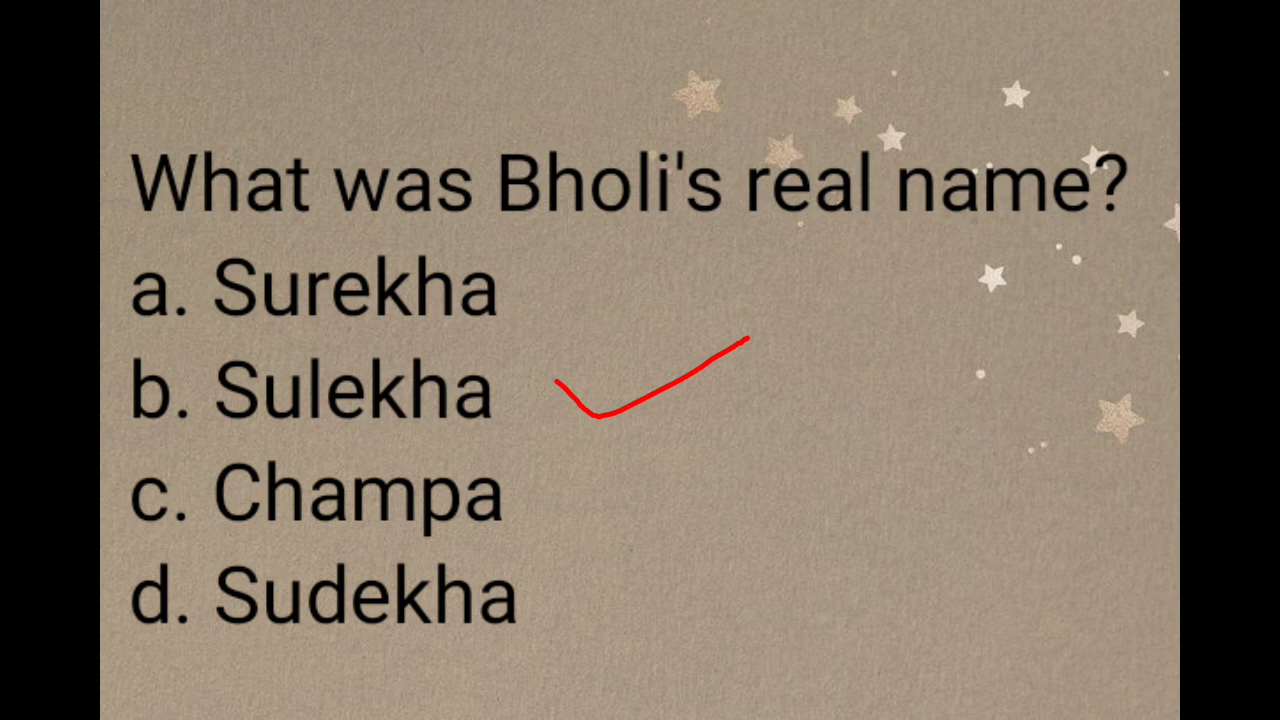 What was Bholi's real name?
a. Surekha
b. Sulekha
c. Champa
d. Sudekha